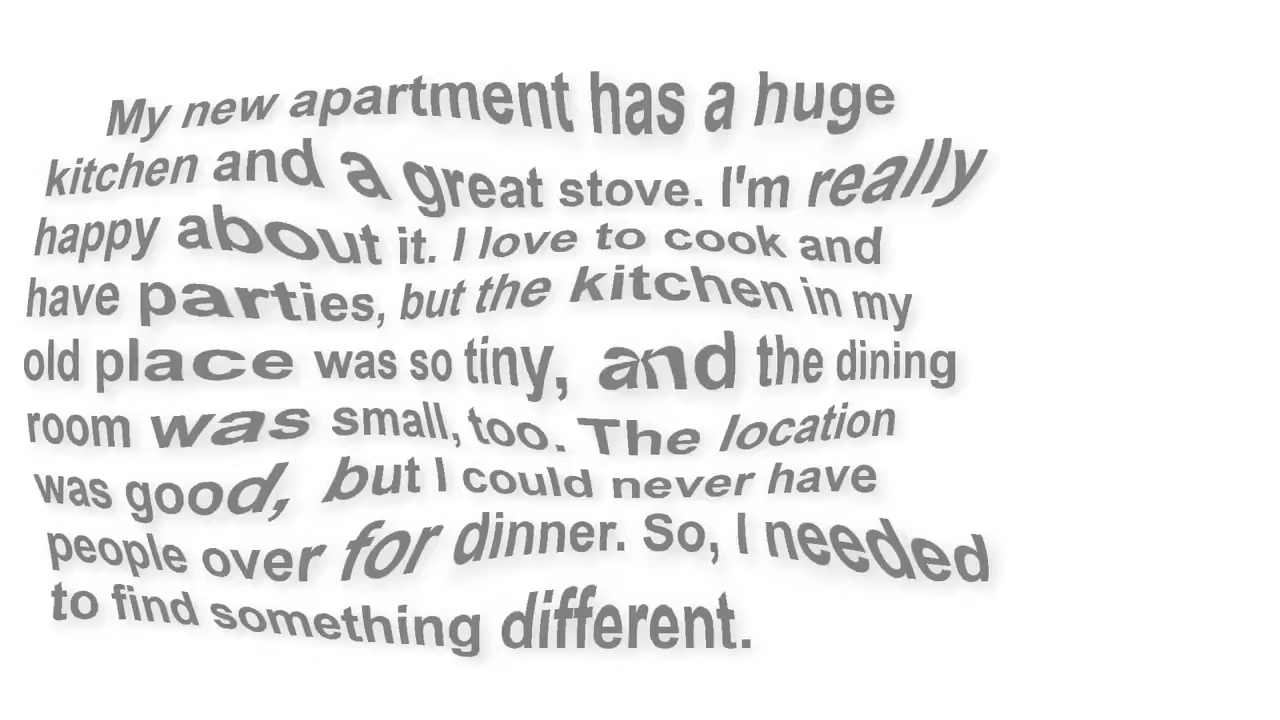 My new apartment has a huge
kitchen and a great stove. I'm really
happy about it. I love to cook and
have parties, but the kitchen in my
old place was so tiny, and the dining
room was small, too. The location
was good, but I could never have
people over for dinner. So, I needed
to find something different.